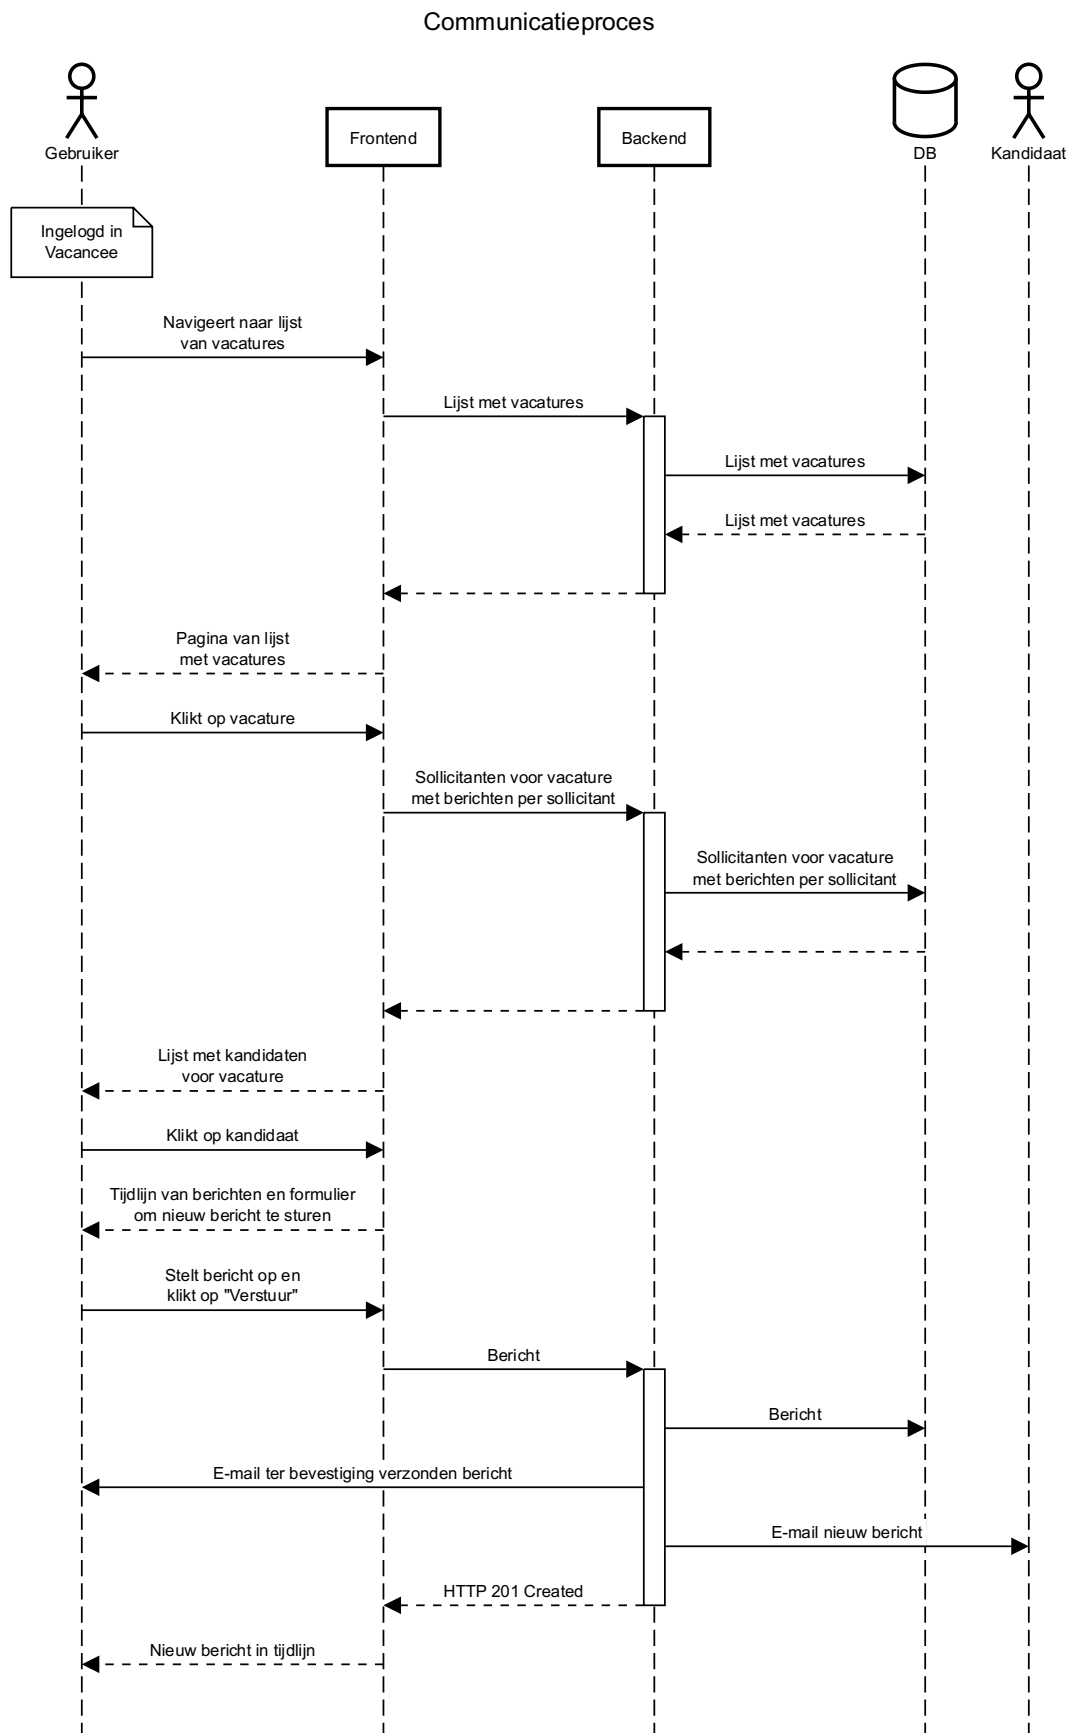 Communicatieproces
Gebruiker
Frontend
Backend
DB
Kandidaat
Ingelogd in
Vacancee
Navigeert naar lijst
van vacatures
Lijst met vacatures
Lijst met vacatures
Lijst met vacatures
Pagina van lijst
met vacatures
Klikt op vacature
Sollicitanten voor vacature
met berichten per sollicitant
Sollicitanten voor vacature
met berichten per sollicitant
Lijst met kandidaten
voor vacature
Klikt op kandidaat
Tijdlijn van berichten en formulier
om nieuw bericht te sturen
Stelt bericht op en
klikt op "Verstuur"
Bericht
Bericht
E-mail ter bevestiging verzonden bericht
E-mail nieuw bericht
HTTP 201 Created
Nieuw bericht in tijdlijn